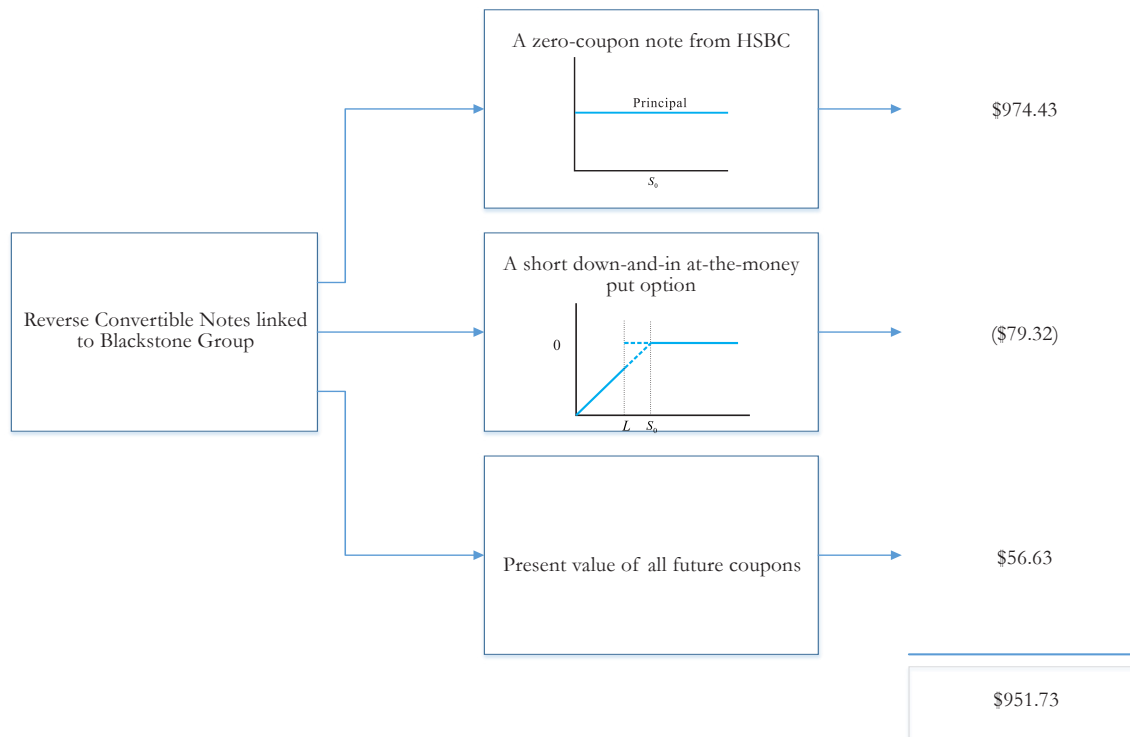 A zero-coupon note from HSBC
Principal
S₀
$974.43
Reverse Convertible Notes linked
to Blackstone Group
A short down-and-in at-the-money
put option
0
L S₀
($79.32)
Present value of all future coupons
$56.63
$951.73